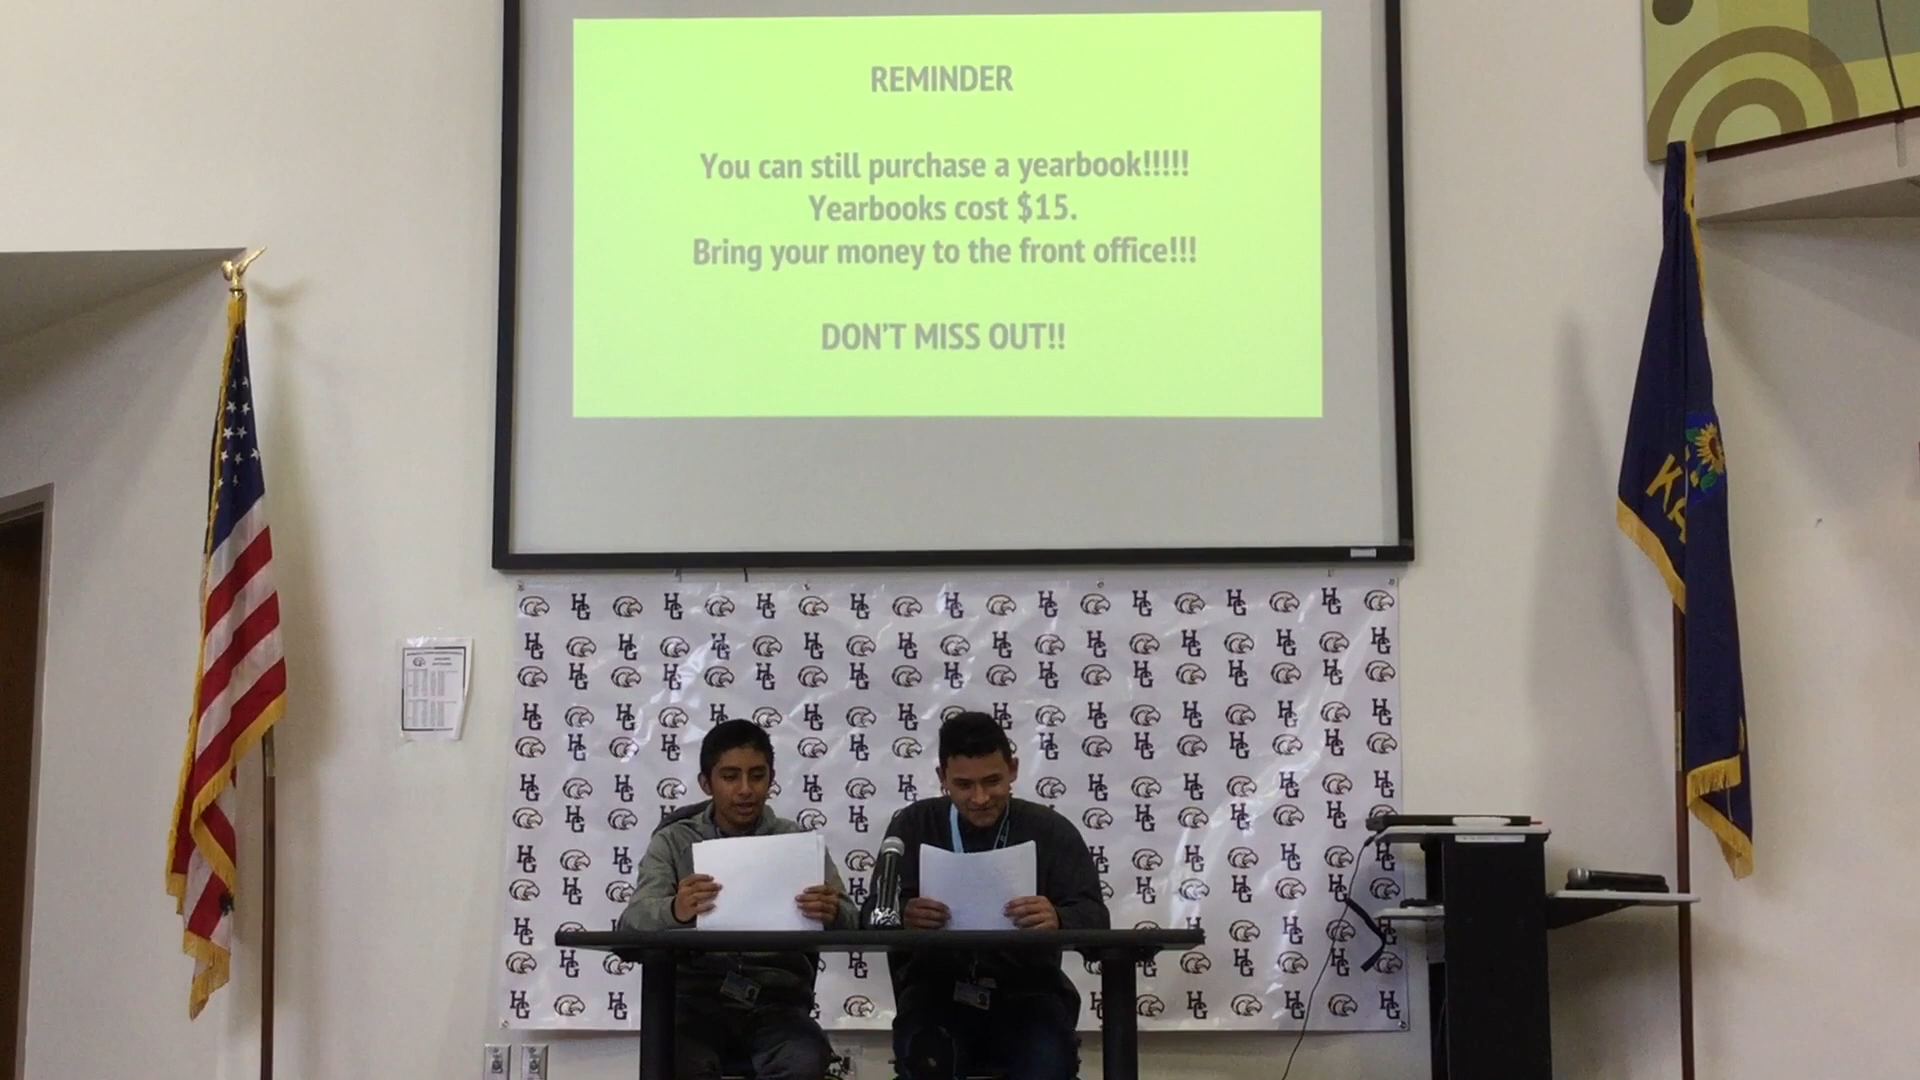 REMINDER
You can still purchase a yearbook!!!!!
Yearbooks cost $15.
Bring your money to the front office!!!
DON'T MISS OUT!!
HG